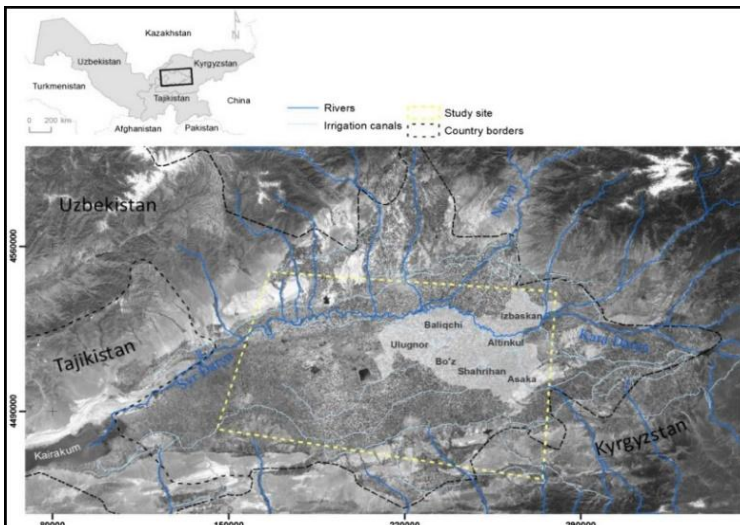 Kazakhstan
Uzbekistan
Kyrgyzstan
Turkmenistan
Tajikistan
China
Afghanistan
Pakistan
0 200 km
Rivers
Irrigation canals
Study site
Country borders
Uzbekistan
Naryn
4560000
Izbaskan
Baliqchi
Kara Darya
Ulugnor
Altinkul
Tajikistan
Syr Darya
Bo'z
Shahrihan
Asaka
4490000
Kyrgyzstan
Kairakum
80000
150000
220000
290000